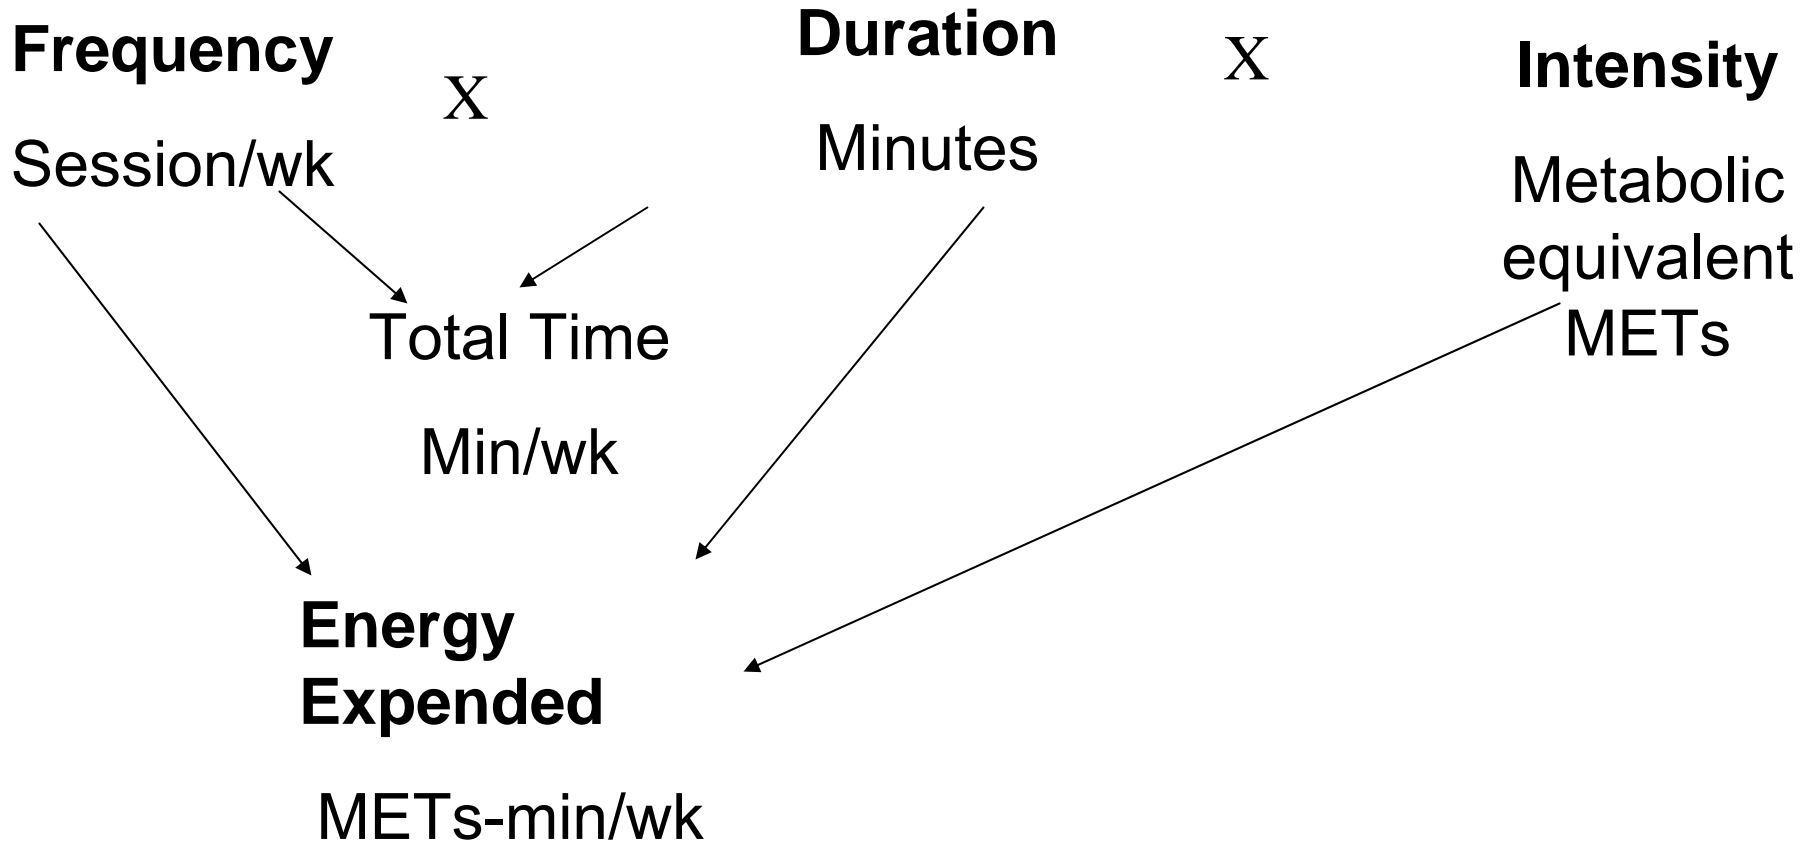 Frequency
X
Duration
X
Intensity
Session/wk
Minutes
Metabolic
equivalent
METs
Total Time
Min/wk
Energy
Expended
METs-min/wk